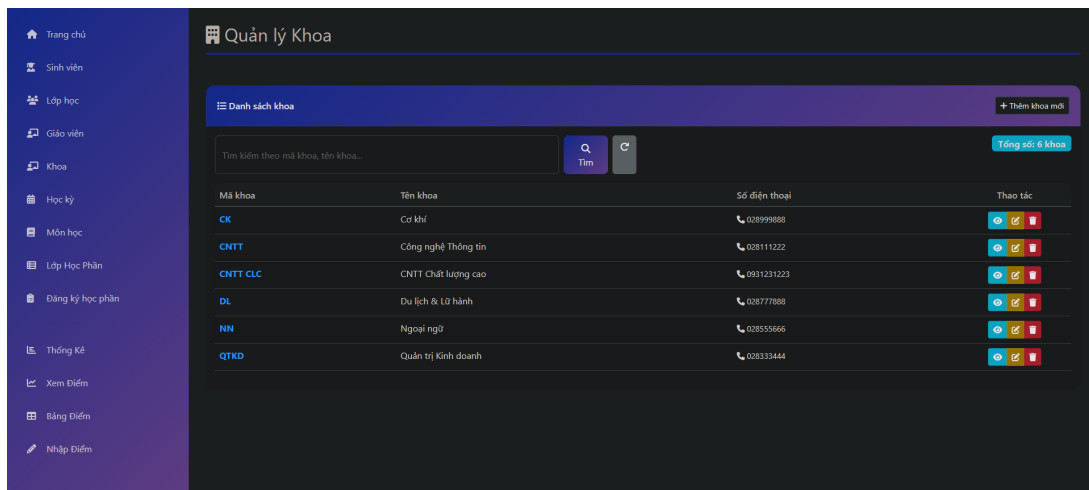 Trang chủ
Sinh viên
Lớp học
Giáo viên
Khoa
Học kỳ
Môn học
Lớp Học Phần
Đăng ký học phần
Thống Kê
Xem Điểm
Bảng Điểm
Nhập Điểm
Quản lý Khoa
Danh sách khoa
+ Thêm khoa mới
Tìm kiếm theo mã khoa, tên khoa...
Tìm
Tổng số: 6 khoa
Mã khoa Tên khoa Số điện thoại Thao tác
CK Cơ khí 028999888
CNTT Công nghệ Thông tin 028111222
CNTT CLC CNTT Chất lượng cao 0931231223
DL Du lịch & Lữ hành 028777888
NN Ngoại ngữ 028555666
QTKD Quản trị Kinh doanh 028333444